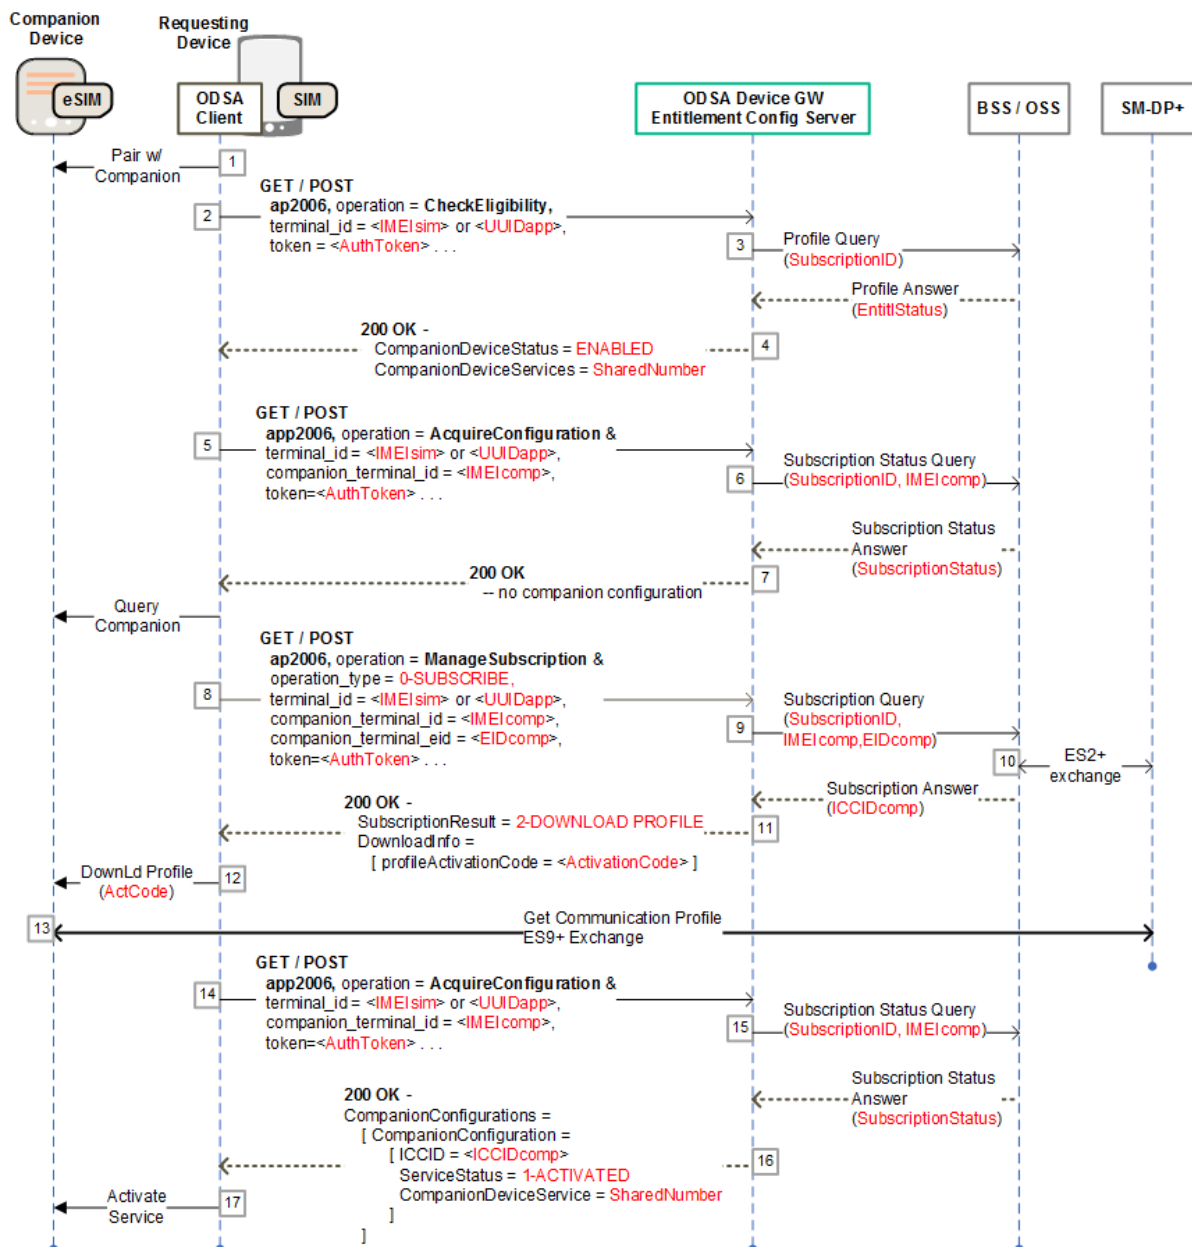 Companion
Device
Requesting
Device
eSIM
ODSA
Client
SIM
ODSA Device GW
Entitlement Config Server
BSS / OSS
SM-DP+
Pair w/
Companion
1
GET / POST
ap2006, operation = CheckEligibility,
2
terminal_id = <IMEIsim> or <UUIDapp>,
token = <AuthToken> . . .
3
Profile Query
(SubscriptionID)
Profile Answer
(EntitlStatus)
200 OK -
CompanionDeviceStatus = ENABLED
4
CompanionDeviceServices = SharedNumber
GET / POST
app2006, operation = AcquireConfiguration &
5
terminal_id = <IMEIsim> or <UUIDapp>,
companion_terminal_id = <IMEIcomp>,
token=<AuthToken> . . .
6
Subscription Status Query
(SubscriptionID, IMEIcomp)
Subscription Status
Answer
(SubscriptionStatus)
200 OK
7
-- no companion configuration
Query
Companion
GET / POST
ap2006, operation = ManageSubscription &
operation_type = 0-SUBSCRIBE,
8
terminal_id = <IMEIsim> or <UUIDapp>,
companion_terminal_id = <IMEIcomp>,
companion_terminal_eid = <EIDcomp>,
token=<AuthToken> . . .
9
Subscription Query
(SubscriptionID,
IMEIcomp,EIDcomp)
10
ES2+
exchange
Subscription Answer
(ICCIDcomp)
200 OK -
SubscriptionResult = 2-DOWNLOAD PROFILE
11
DownloadInfo =
[ profileActivationCode = <ActivationCode> ]
DownLd Profile
(ActCode)
12
13
Get Communication Profile
ES9+ Exchange
GET / POST
app2006, operation = AcquireConfiguration &
14
terminal_id = <IMEIsim> or <UUIDapp>,
companion_terminal_id = <IMEIcomp>,
token=<AuthToken> . . .
15
Subscription Status Query
(SubscriptionID, IMEIcomp)
Subscription Status
Answer
(SubscriptionStatus)
200 OK -
CompanionConfigurations =
[ CompanionConfiguration =
[ ICCID = <ICCIDcomp>
16
ServiceStatus = 1-ACTIVATED
CompanionDeviceService = SharedNumber
]
]
Activate
Service
17